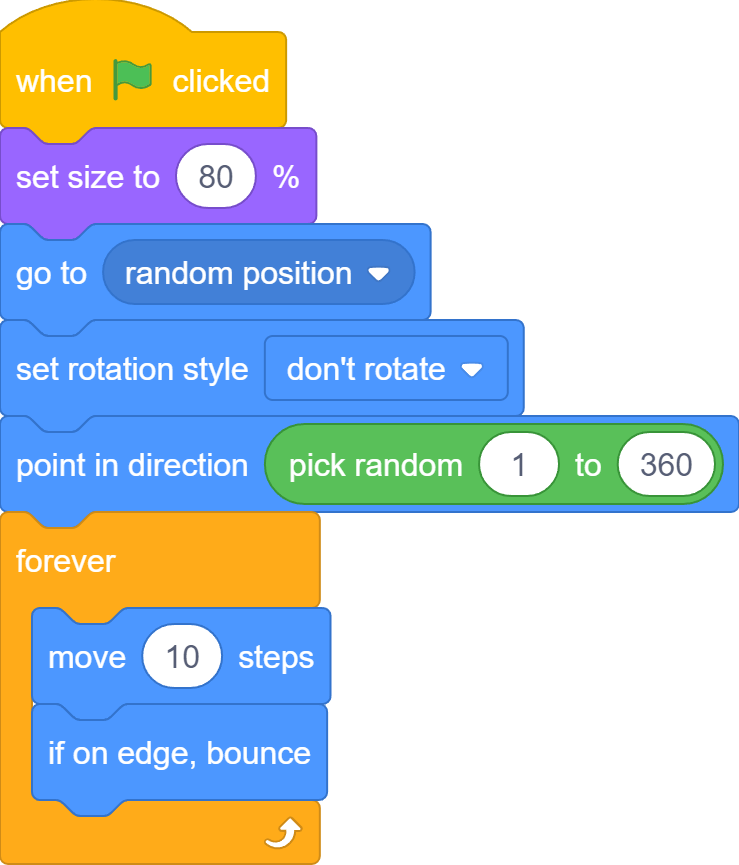 when clicked
set size to 80 %
go to random position
set rotation style don't rotate
point in direction pick random 1 to 360
forever
move 10 steps
if on edge, bounce